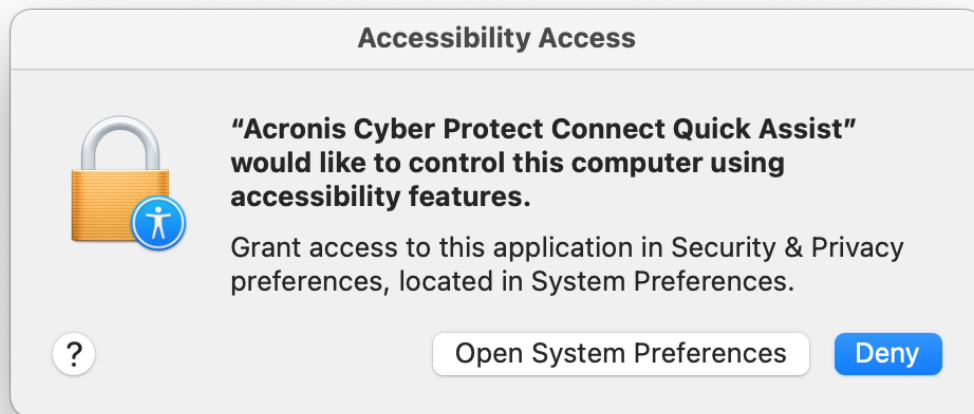 Accessibility Access
“Acronis Cyber Protect Connect Quick Assist”
would like to control this computer using
accessibility features.
Grant access to this application in Security & Privacy
preferences, located in System Preferences.
?
Open System Preferences
Deny